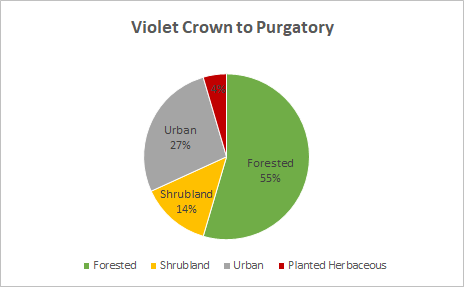 Violet Crown to Purgatory
4%
Urban
27%
Forested
55%
Shrubland
14%
Forested Shrubland Urban Planted Herbaceous